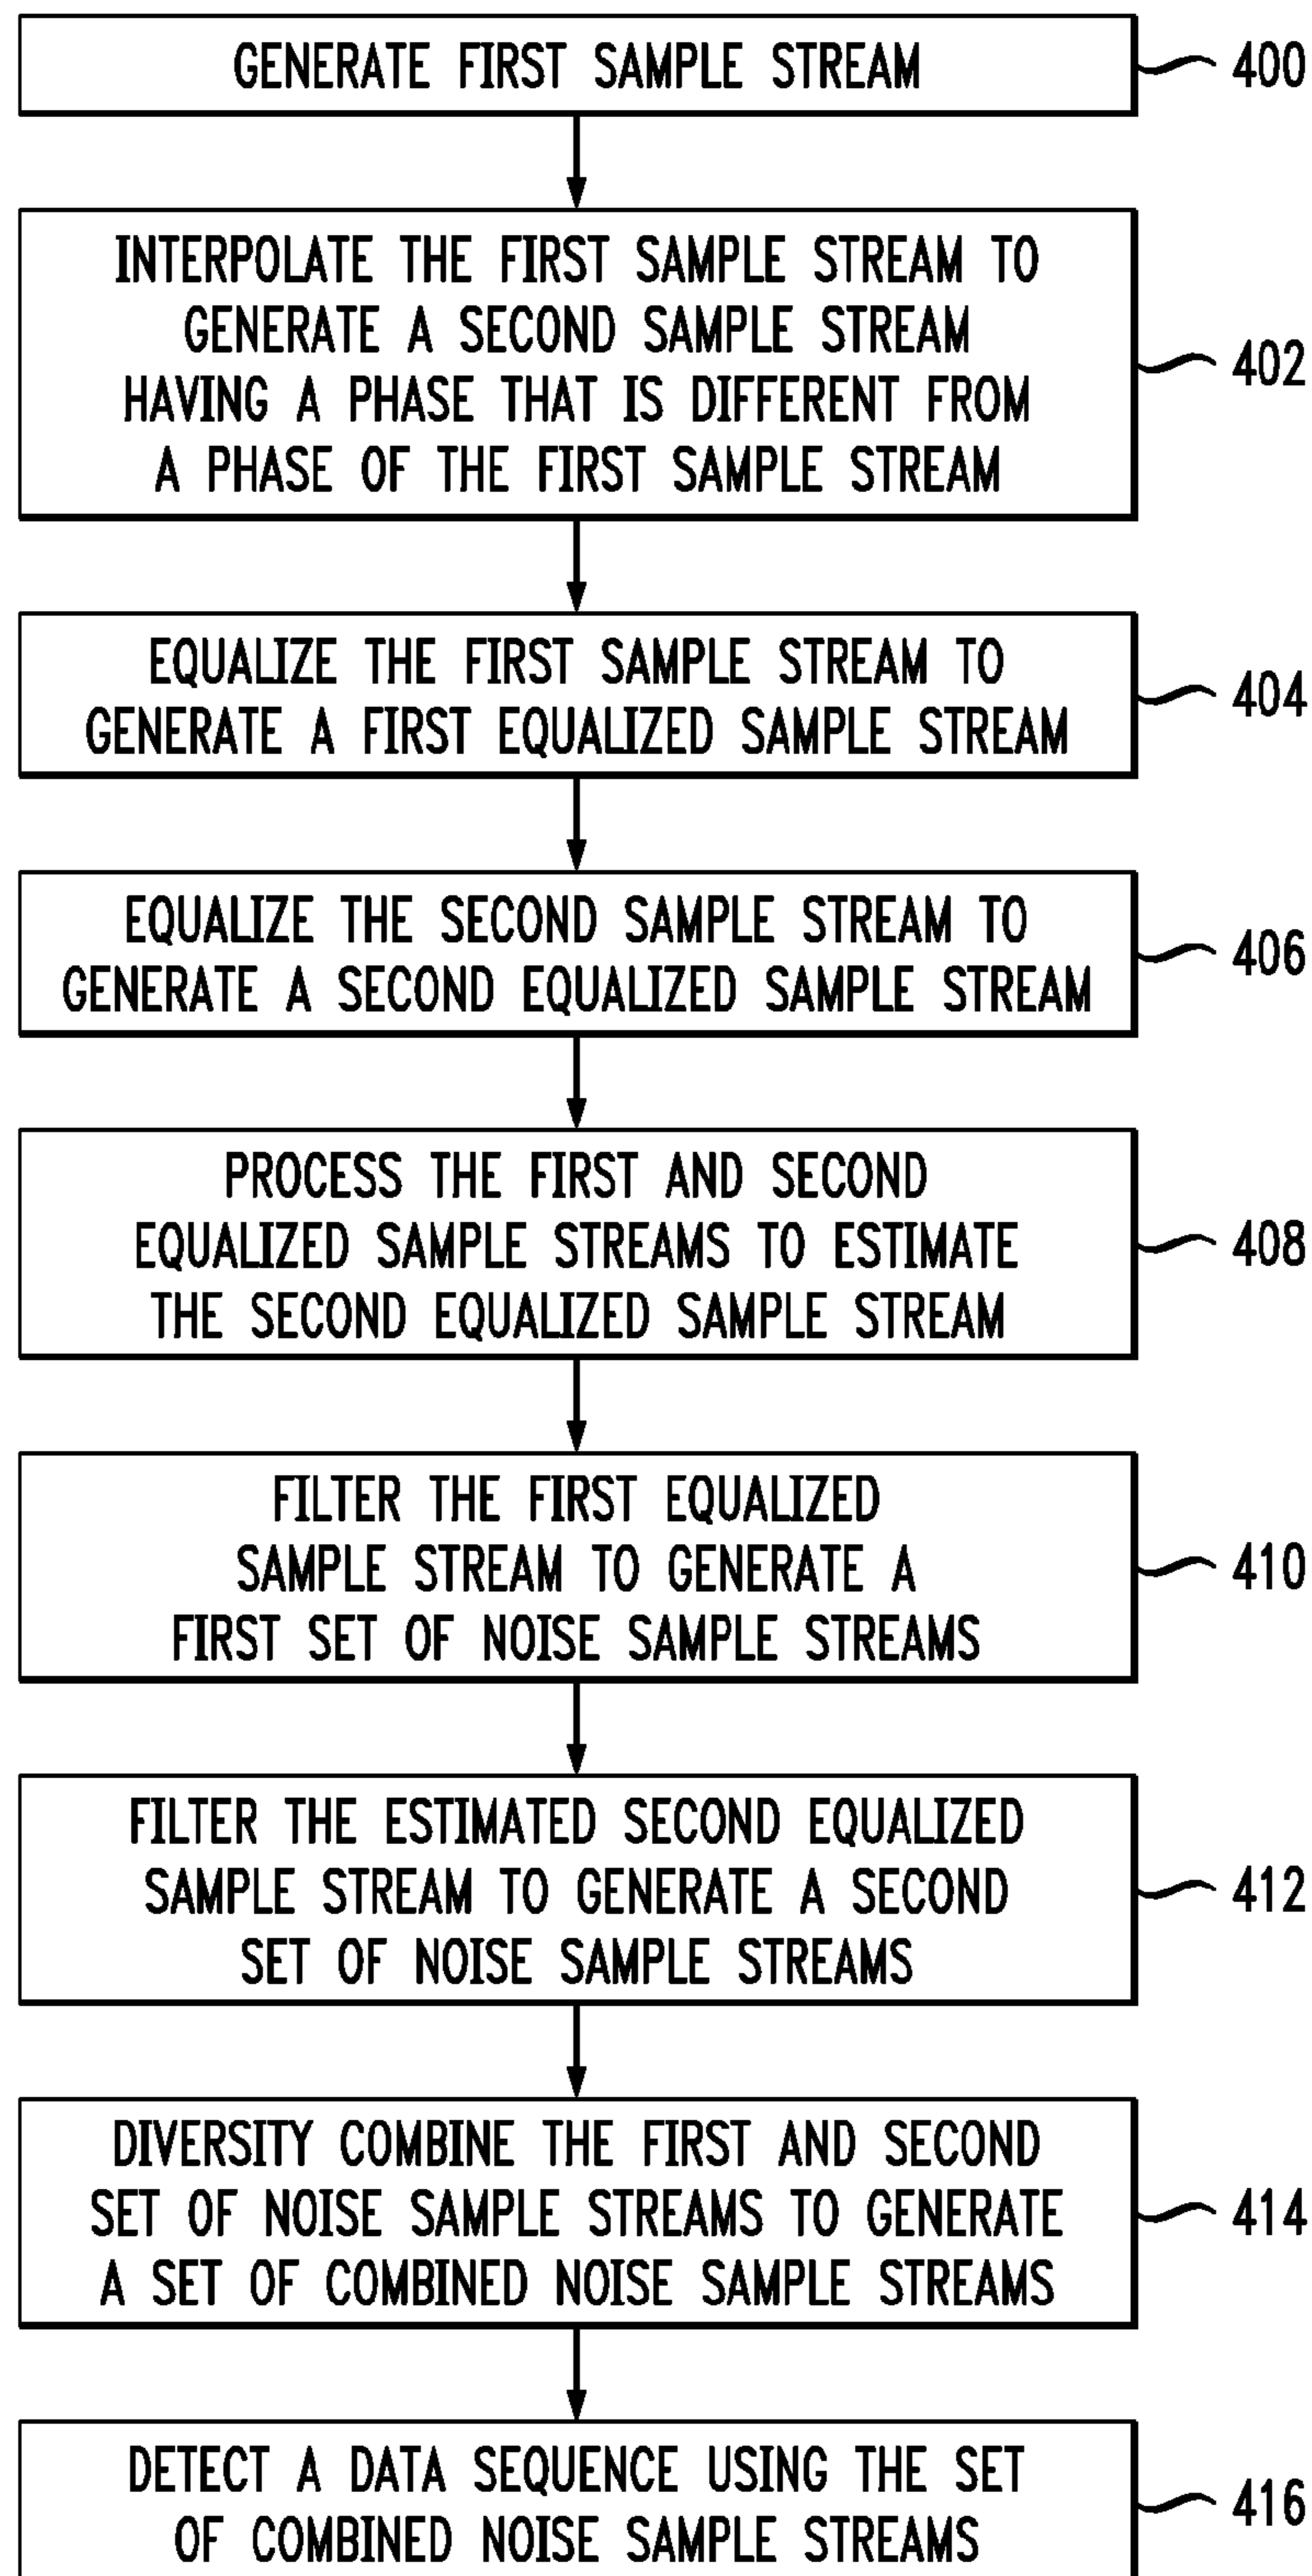 GENERATE FIRST SAMPLE STREAM
400
INTERPOLATE THE FIRST SAMPLE STREAM TO
GENERATE A SECOND SAMPLE STREAM
HAVING A PHASE THAT IS DIFFERENT FROM
A PHASE OF THE FIRST SAMPLE STREAM
402
EQUALIZE THE FIRST SAMPLE STREAM TO
GENERATE A FIRST EQUALIZED SAMPLE STREAM
404
EQUALIZE THE SECOND SAMPLE STREAM TO
GENERATE A SECOND EQUALIZED SAMPLE STREAM
406
PROCESS THE FIRST AND SECOND
EQUALIZED SAMPLE STREAMS TO ESTIMATE
THE SECOND EQUALIZED SAMPLE STREAM
408
FILTER THE FIRST EQUALIZED
SAMPLE STREAM TO GENERATE A
FIRST SET OF NOISE SAMPLE STREAMS
410
FILTER THE ESTIMATED SECOND EQUALIZED
SAMPLE STREAM TO GENERATE A SECOND
SET OF NOISE SAMPLE STREAMS
412
DIVERSITY COMBINE THE FIRST AND SECOND
SET OF NOISE SAMPLE STREAMS TO GENERATE
A SET OF COMBINED NOISE SAMPLE STREAMS
414
DETECT A DATA SEQUENCE USING THE SET
OF COMBINED NOISE SAMPLE STREAMS
416